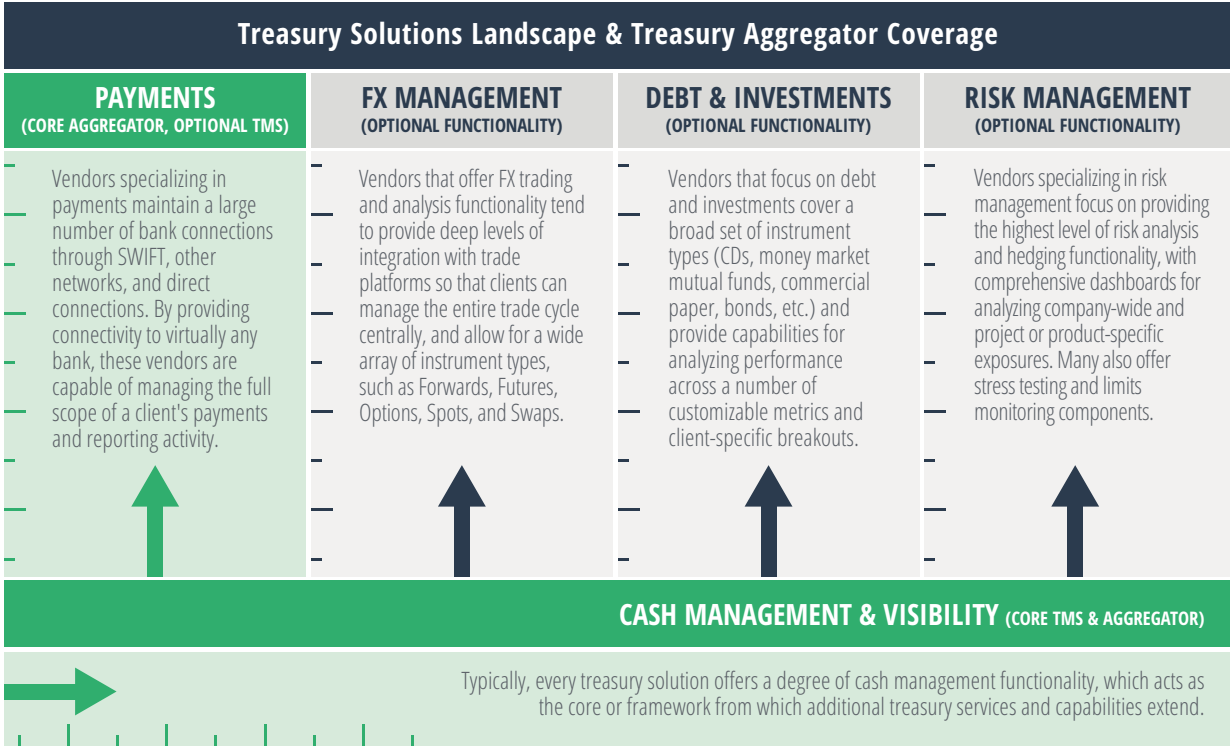 Treasury Solutions Landscape & Treasury Aggregator Coverage
PAYMENTS
(CORE AGGREGATOR, OPTIONAL TMS)
Vendors specializing in
payments maintain a large
number of bank connections
through SWIFT, other
networks, and direct
connections. By providing
connectivity to virtually any
bank, these vendors are
capable of managing the full
scope of a client's payments
and reporting activity.
FX MANAGEMENT
(OPTIONAL FUNCTIONALITY)
Vendors that offer FX trading
and analysis functionality tend
to provide deep levels of
integration with trade
platforms so that clients can
manage the entire trade cycle
centrally, and allow for a wide
array of instrument types,
such as Forwards, Futures,
Options, Spots, and Swaps.
DEBT & INVESTMENTS
(OPTIONAL FUNCTIONALITY)
Vendors that focus on debt
and investments cover a
broad set of instrument
types (CDs, money market
mutual funds, commercial
paper, bonds, etc.) and
provide capabilities for
analyzing performance
across a number of
customizable metrics and
client-specific breakouts.
RISK MANAGEMENT
(OPTIONAL FUNCTIONALITY)
Vendors specializing in risk
management focus on providing
the highest level of risk analysis
and hedging functionality, with
comprehensive dashboards for
analyzing company-wide and
project or product-specific
exposures. Many also offer
stress testing and limits
monitoring components.
CASH MANAGEMENT & VISIBILITY (CORE TMS & AGGREGATOR)
Typically, every treasury solution offers a degree of cash management functionality, which acts as
the core or framework from which additional treasury services and capabilities extend.